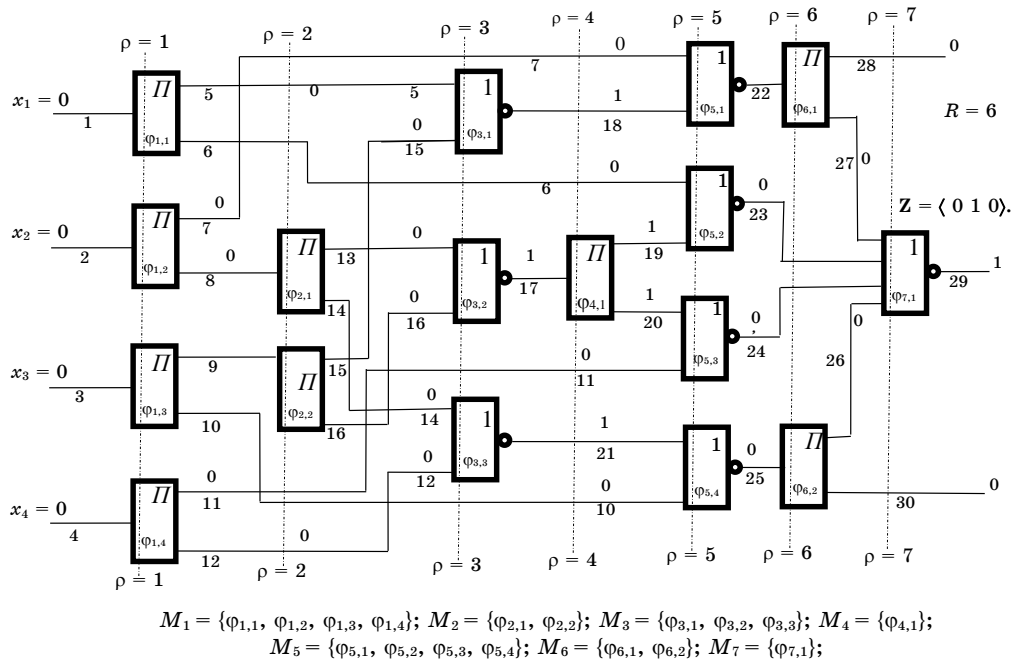 ρ = 1
ρ = 2
ρ = 3
ρ = 4
ρ = 5
ρ = 6
ρ = 7
x₁ = 0
1
П
φ₁,₁
5
0
5
6
0
7
0
15
1
φ₃,₁
1
18
1
φ₅,₁
22
П
φ₆,₁
0
28
R = 6
27
0
x₂ = 0
2
П
φ₁,₂
0
7
0
8
П
φ₂,₁
13
14
0
0
16
1
φ₃,₂
1
17
П
φ₄,₁
1
19
1
20
6
0
1
φ₅,₂
0
23
Z = ⟨ 0 1 0⟩.
1
φ₇,₁
1
29
x₃ = 0
3
П
φ₁,₃
9
10
П
φ₂,₂
15
16
1
φ₅,₃
0,
24
0
11
0
26
x₄ = 0
4
П
φ₁,₄
0
11
0
12
0
14
0
12
1
φ₃,₃
1
21
0
10
1
φ₅,₄
0
25
П
φ₆,₂
0
30
ρ = 1
ρ = 2
ρ = 3
ρ = 4
ρ = 5
ρ = 6
ρ = 7
M₁ = {φ₁,₁, φ₁,₂, φ₁,₃, φ₁,₄}; M₂ = {φ₂,₁, φ₂,₂}; M₃ = {φ₃,₁, φ₃,₂, φ₃,₃}; M₄ = {φ₄,₁};
M₅ = {φ₅,₁, φ₅,₂, φ₅,₃, φ₅,₄}; M₆ = {φ₆,₁, φ₆,₂}; M₇ = {φ₇,₁};